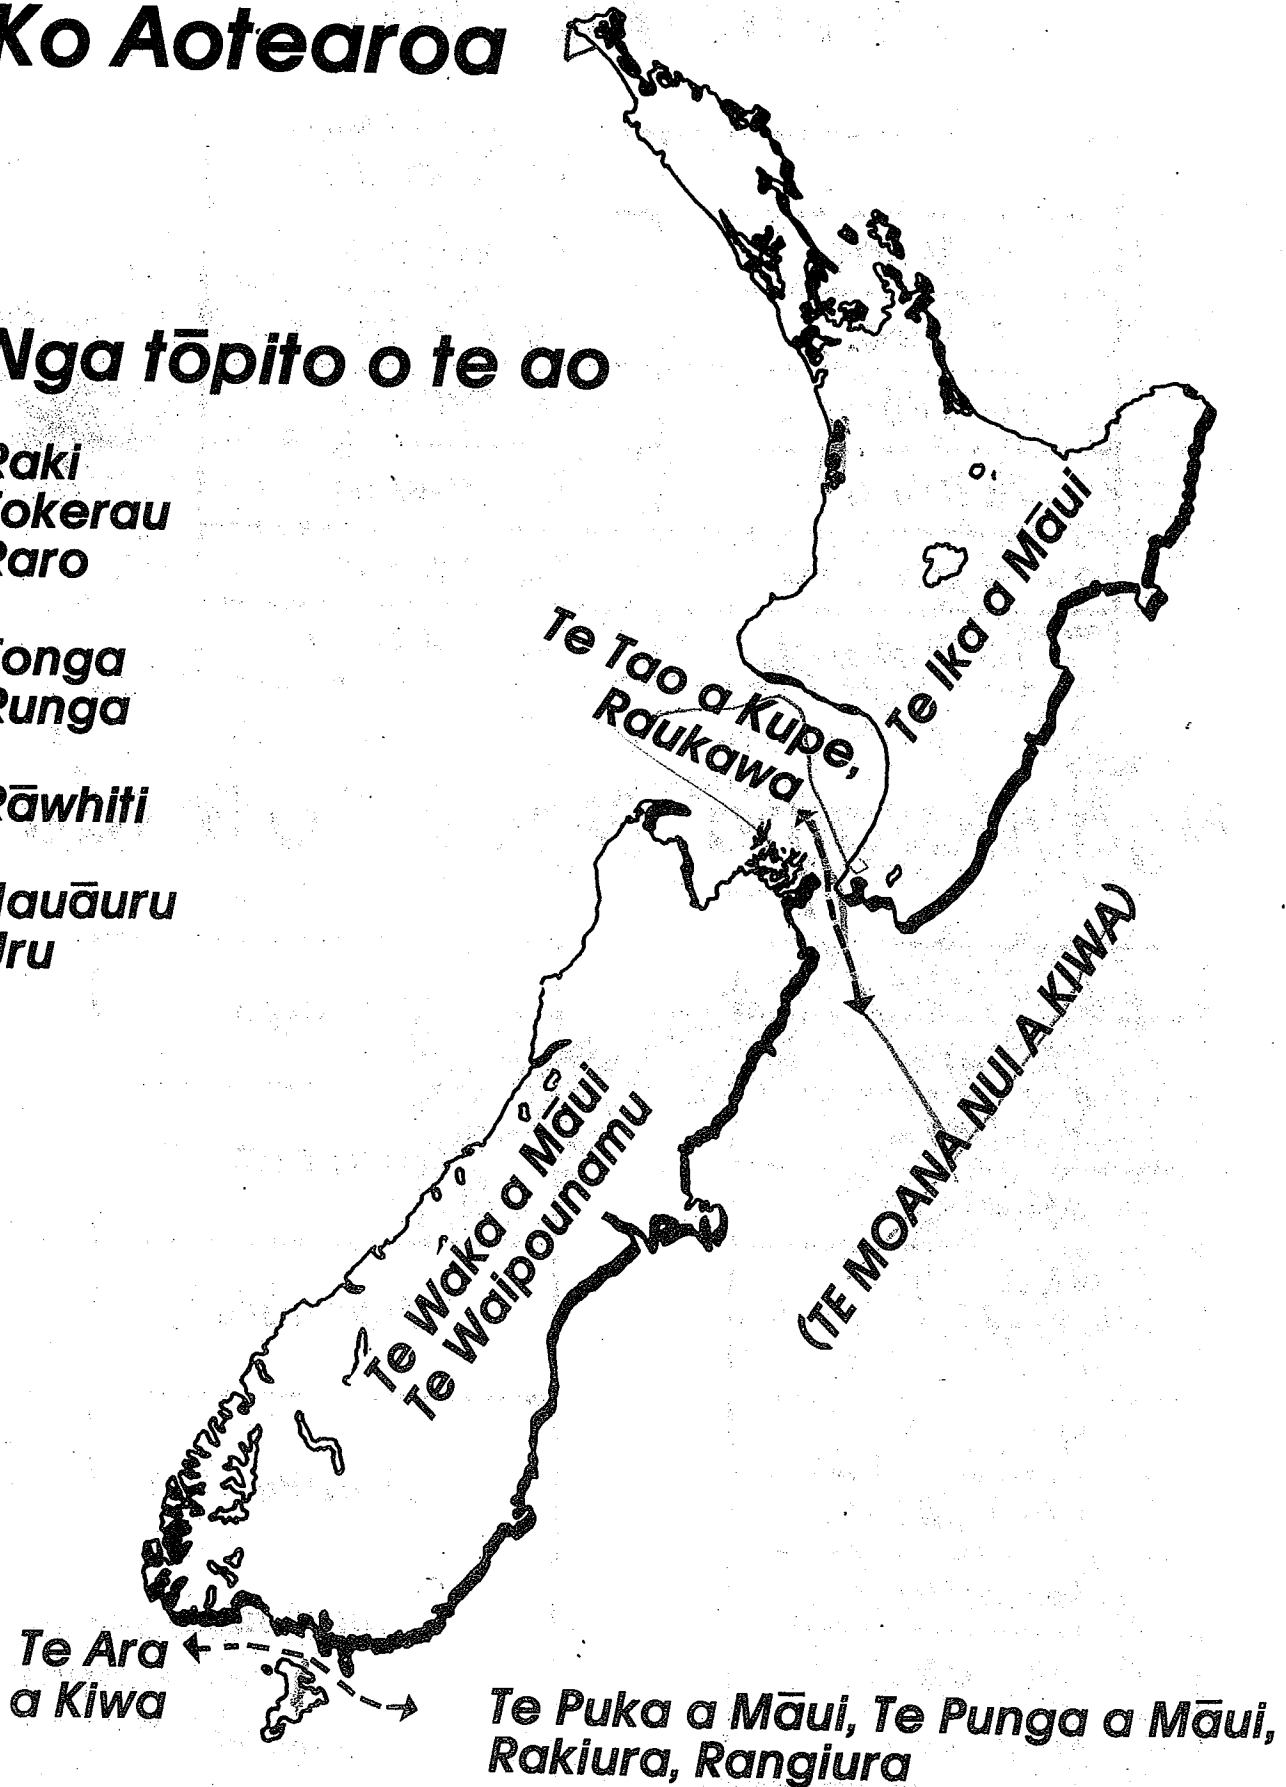 Ko Aotearoa
Nga tōpito o te ao
Raki
Tokerau
Raro
Tonga
Runga
Rāwhiti
Hauāuru
Uru
Te Ika a Māui
Te Tao a Kupe,
Raukawa
(TE MOANA NUI A KIWA)
Te Waka a Māui
Te Waipounamu
Te Ara
a Kiwa
Te Puka a Māui, Te Punga a Māui,
Rakiura, Rangiura